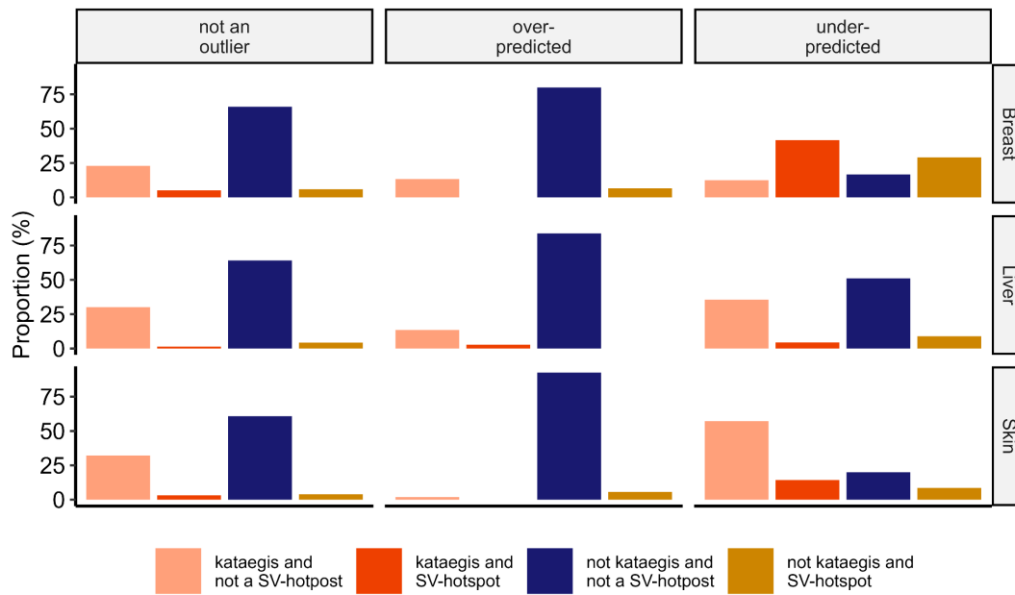 not an
outlier
over-
predicted
under-
predicted
Proportion (%)
75
50
25
0
Breast
75
50
25
0
Liver
75
50
25
0
Skin
kataegis and
not a SV-hotpost
kataegis and
SV-hotspot
not kataegis and
not a SV-hotpost
not kataegis and
SV-hotspot